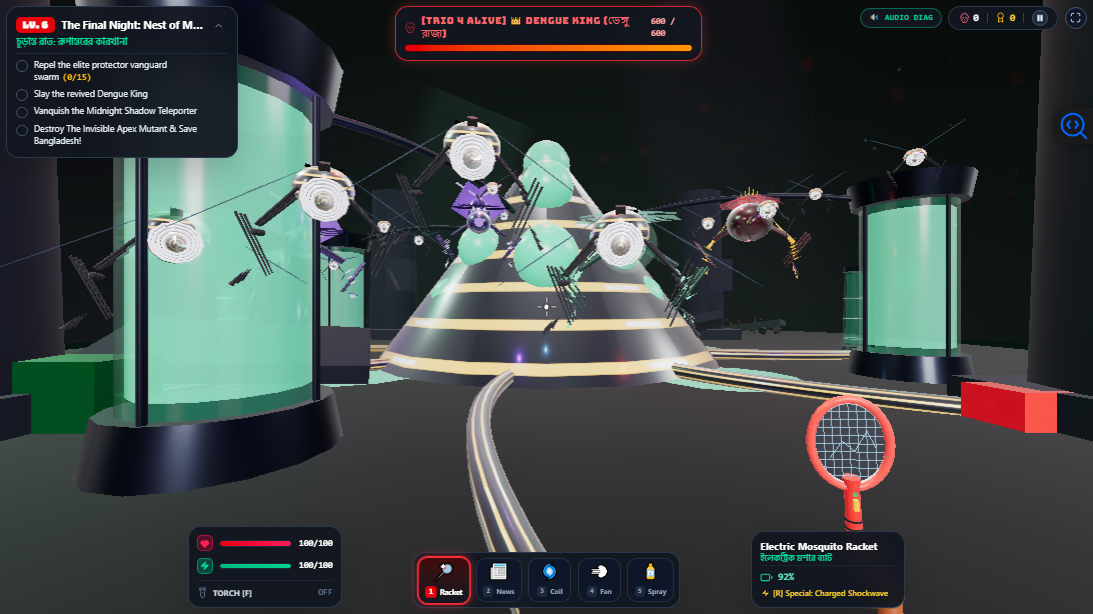 LV. 5 The Final Night: Nest of M...
চূড়ান্ত রাত: রূপান্তরের কারখানা
Repel the elite protector vanguard
swarm (0/15)
Slay the revived Dengue King
Vanquish the Midnight Shadow Teleporter
Destroy The Invisible Apex Mutant & Save
Bangladesh!
[TRIO 4 ALIVE] 👑 DENGUE KING (ডেঙ্গু
রাজা)
600 /
600
AUDIO DIAG
0
0
100/100
100/100
TORCH [F] OFF
1 Racket
2 News
3 Coil
4 Fan
5 Spray
Electric Mosquito Racket
ইলেকট্রিক মশার ব্যাট
92%
[R] Special: Charged Shockwave